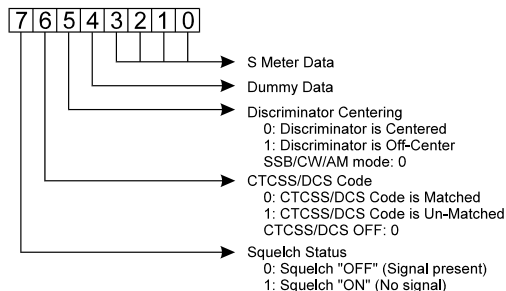 7 6 5 4 3 2 1 0
S Meter Data
Dummy Data
Discriminator Centering
0: Discriminator is Centered
1: Discriminator is Off-Center
SSB/CW/AM mode: 0
CTCSS/DCS Code
0: CTCSS/DCS Code is Matched
1: CTCSS/DCS Code is Un-Matched
CTCSS/DCS OFF: 0
Squelch Status
0: Squelch "OFF" (Signal present)
1: Squelch "ON" (No signal)